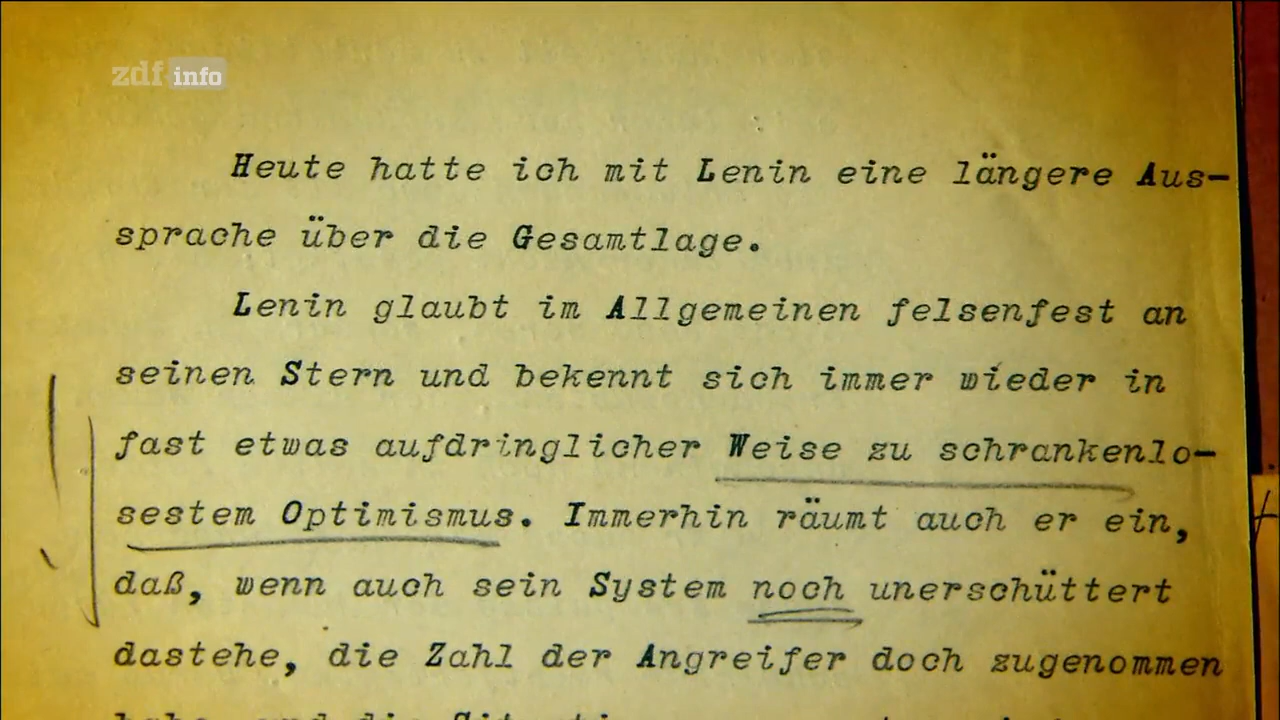 zdf info
Heute hatte ich mit Lenin eine längere Aus-
sprache über die Gesamtlage.
Lenin glaubt im Allgemeinen felsenfest an
seinen Stern und bekennt sich immer wieder in
fast etwas aufdringlicher Weise zu schrankenlo-
sestem Optimismus. Immerhin räumt auch er ein,
daß, wenn auch sein System noch unerschüttert
dastehe, die Zahl der Angreifer doch zugenommen